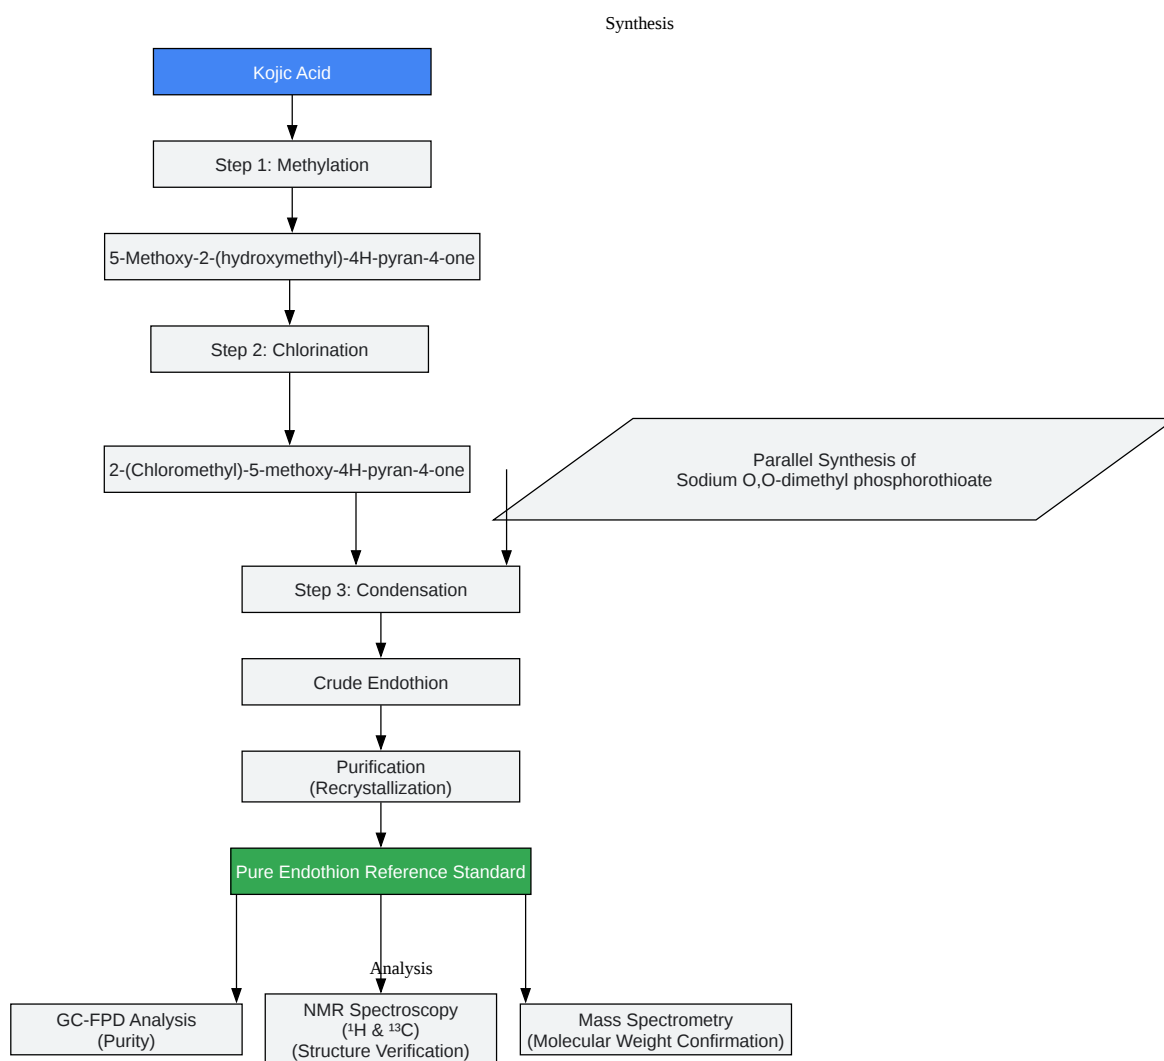 Synthesis
Kojic Acid
Step 1: Methylation
5-Methoxy-2-(hydroxymethyl)-4H-pyran-4-one
Step 2: Chlorination
2-(Chloromethyl)-5-methoxy-4H-pyran-4-one
Parallel Synthesis of
Sodium O,O-dimethyl phosphorothioate
Step 3: Condensation
Crude Endothion
Purification
(Recrystallization)
Pure Endothion Reference Standard
Analysis
GC-FPD Analysis
(Purity)
NMR Spectroscopy
(¹H & ¹³C)
(Structure Verification)
Mass Spectrometry
(Molecular Weight Confirmation)